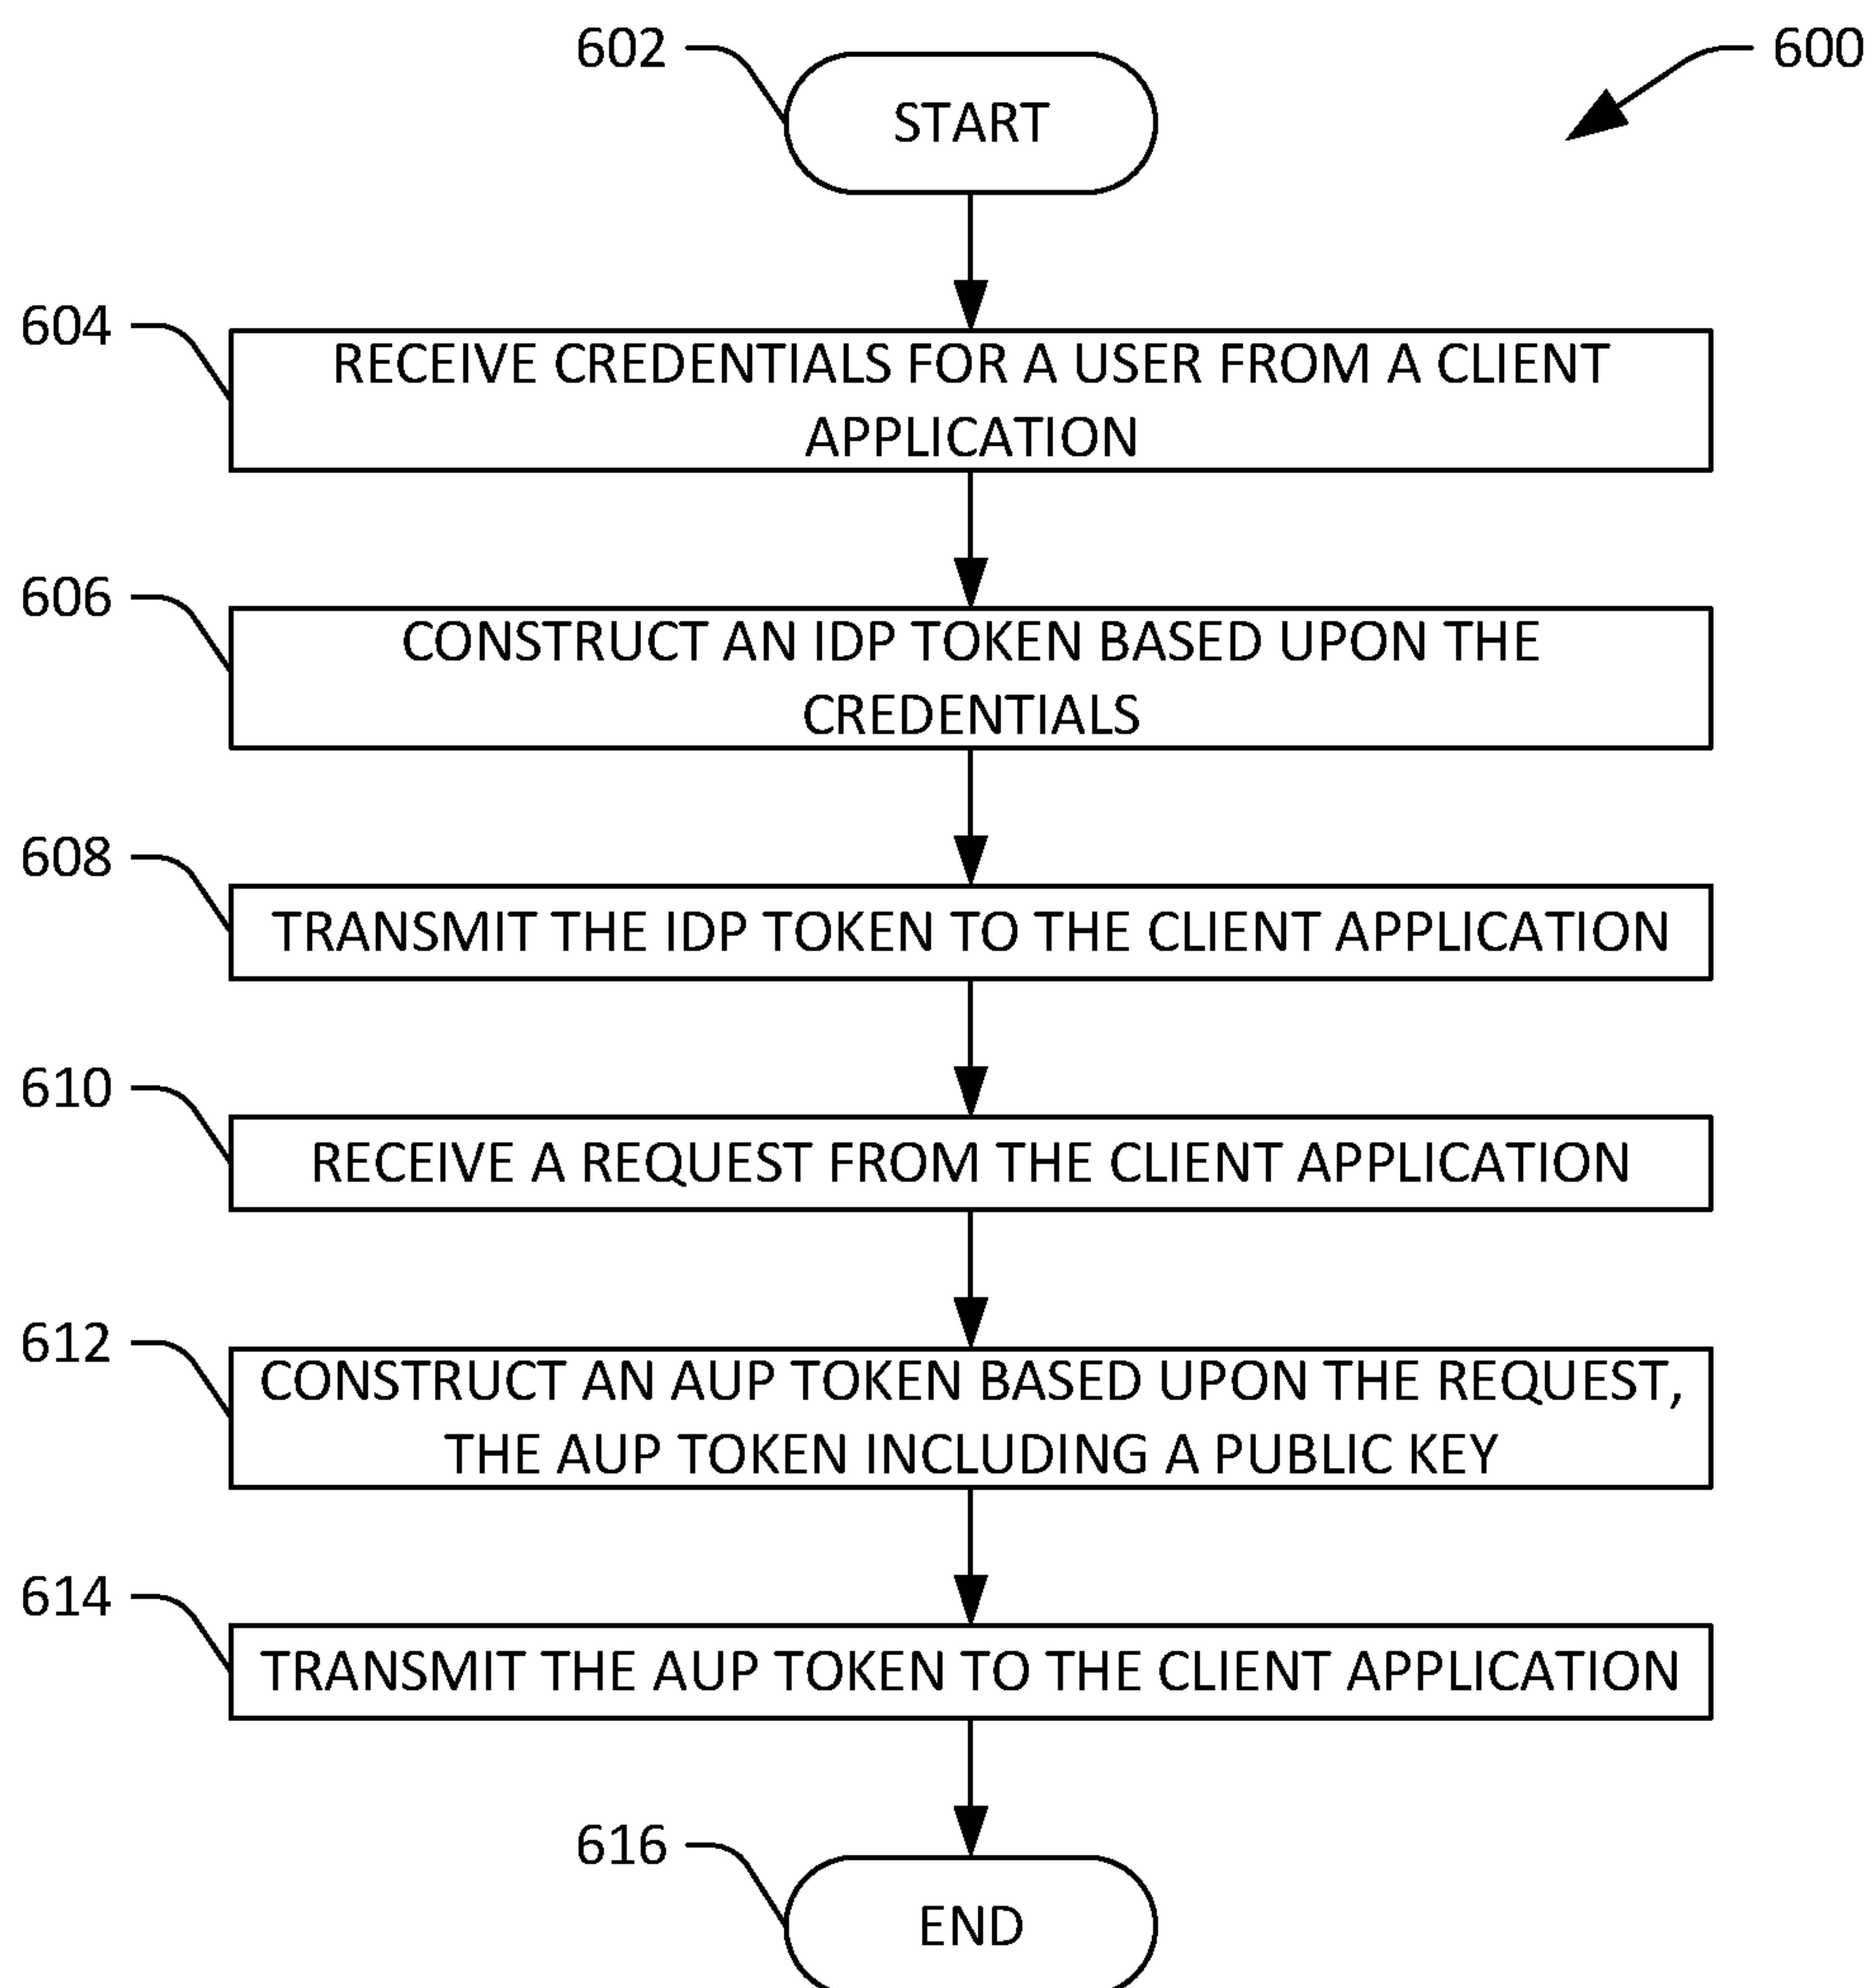 602
600
START
604
RECEIVE CREDENTIALS FOR A USER FROM A CLIENT
APPLICATION
606
CONSTRUCT AN IDP TOKEN BASED UPON THE
CREDENTIALS
608
TRANSMIT THE IDP TOKEN TO THE CLIENT APPLICATION
610
RECEIVE A REQUEST FROM THE CLIENT APPLICATION
612
CONSTRUCT AN AUP TOKEN BASED UPON THE REQUEST,
THE AUP TOKEN INCLUDING A PUBLIC KEY
614
TRANSMIT THE AUP TOKEN TO THE CLIENT APPLICATION
616
END